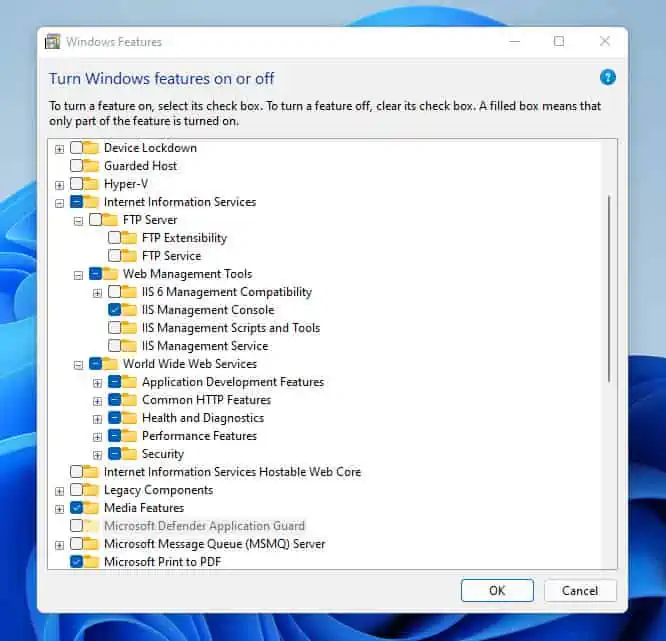 Windows Features
Turn Windows features on or off
?
To turn a feature on, select its check box. To turn a feature off, clear its check box. A filled box means that
only part of the feature is turned on.
Device Lockdown
Guarded Host
Hyper-V
Internet Information Services
FTP Server
FTP Extensibility
FTP Service
Web Management Tools
IIS 6 Management Compatibility
IIS Management Console
IIS Management Scripts and Tools
IIS Management Service
World Wide Web Services
Application Development Features
Common HTTP Features
Health and Diagnostics
Performance Features
Security
Internet Information Services Hostable Web Core
Legacy Components
Media Features
Microsoft Defender Application Guard
Microsoft Message Queue (MSMQ) Server
Microsoft Print to PDF
OK
Cancel